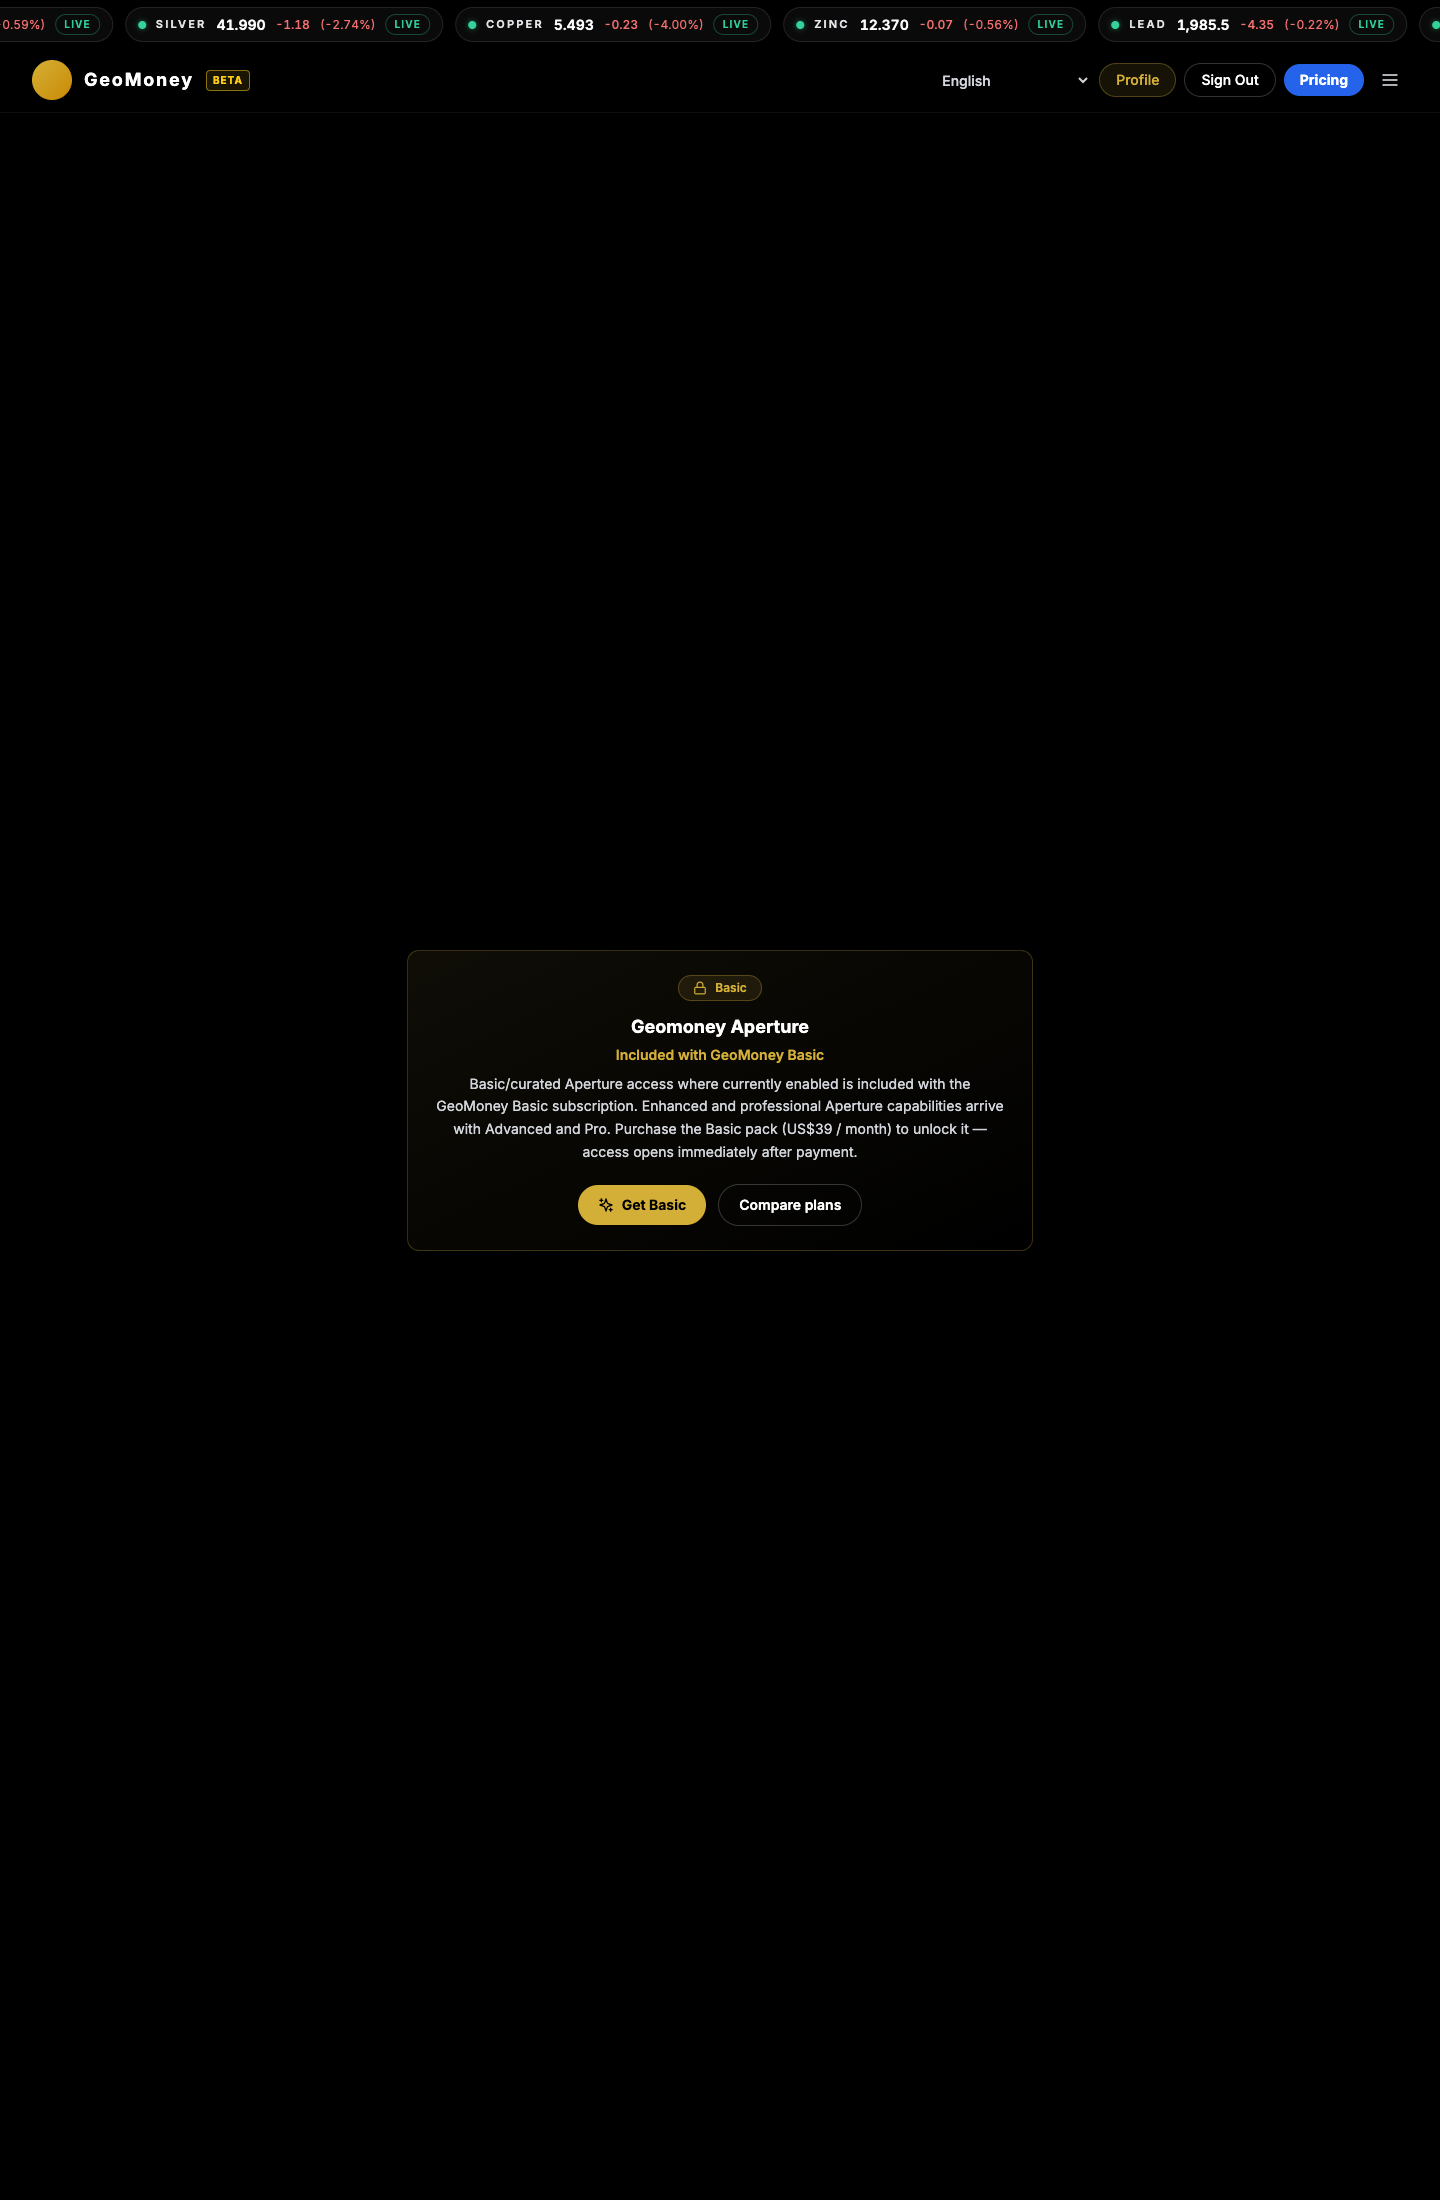 0.59%) LIVE SILVER 41.990 -1.18 (-2.74%) LIVE COPPER 5.493 -0.23 (-4.00%) LIVE ZINC 12.370 -0.07 (-0.56%) LIVE LEAD 1,985.5 -4.35 (-0.22%) LIVE
GeoMoney BETA English Profile Sign Out Pricing
Basic
Geomoney Aperture
Included with GeoMoney Basic
Basic/curated Aperture access where currently enabled is included with the
GeoMoney Basic subscription. Enhanced and professional Aperture capabilities arrive
with Advanced and Pro. Purchase the Basic pack (US$39 / month) to unlock it —
access opens immediately after payment.
Get Basic Compare plans